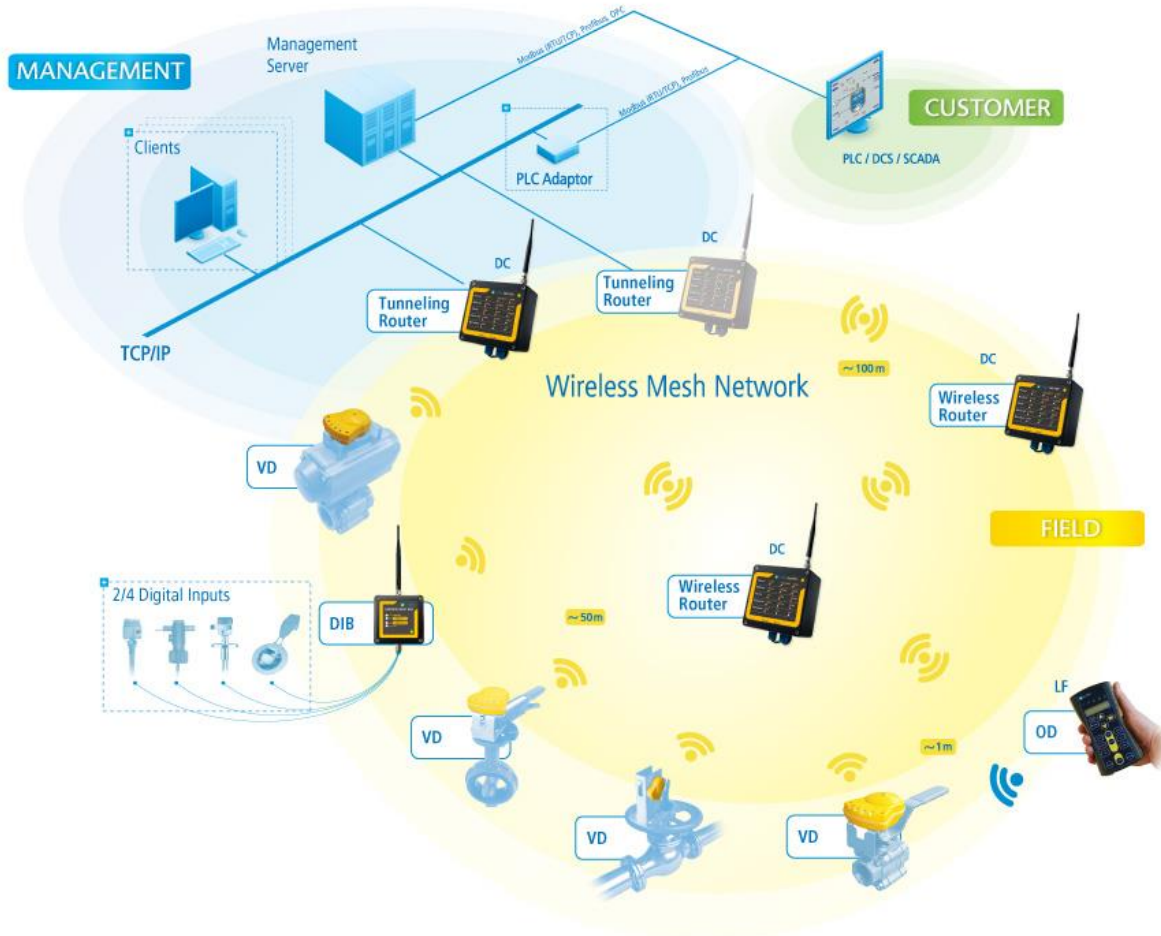 MANAGEMENT
Management
Server
Modbus (RTU/TCP), Profibus, OPC
Modbus (RTU/TCP), Profibus
CUSTOMER
Clients
PLC Adaptor
PLC / DCS / SCADA
DC
Tunneling
Router
DC
Tunneling
Router
TCP/IP
~100 m
DC
Wireless
Router
Wireless Mesh Network
VD
FIELD
DC
Wireless
Router
2/4 Digital Inputs
DIB
~50m
LF
OD
VD
~1m
VD
VD